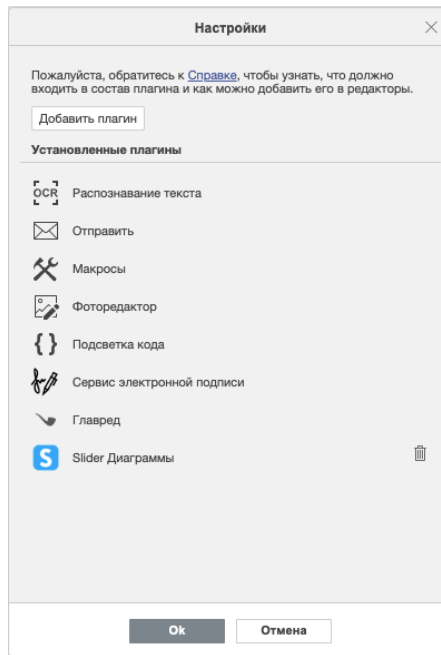 Настройки
Пожалуйста, обратитесь к Справке, чтобы узнать, что должно
входить в состав плагина и как можно добавить его в редакторы.
Добавить плагин
Установленные плагины
OCR Распознавание текста
Отправить
Макросы
Фоторедактор
{ } Подсветка кода
Сервис электронной подписи
Главред
S Slider Диаграммы
Ok Отмена